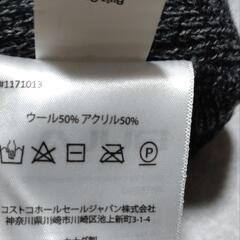 #1171013
ウール50% アクリル50%
P
コストコホールセールジャパン株式会社
神奈川県川崎市川崎区池上新町3-1-4